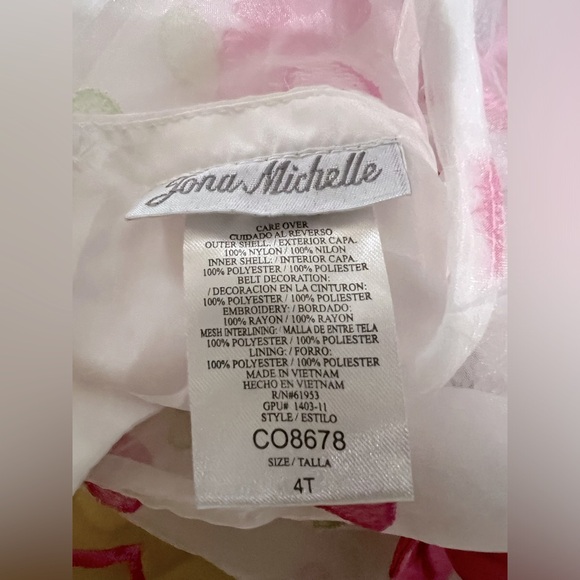 Jona Michelle
CARE OVER
CUIDADO AL REVERSO
OUTER SHELL: / EXTERIOR CAPA.
100% NYLON / 100% NILON
INNER SHELL: / INTERIOR CAPA.
100% POLYESTER / 100% POLIESTER
BELT DECORATION:
/ DECORACION EN LA CINTURON:
100% POLYESTER / 100% POLIESTER
EMBROIDERY: / BORDADO:
100% RAYON / 100% RAYON
MESH INTERLINING: / MALLA DE ENTRE TELA
100% POLYESTER / 100% POLIESTER
LINING: / FORRO:
100% POLYESTER / 100% POLIESTER
MADE IN VIETNAM
HECHO EN VIETNAM
R/N#61953
GPU# 1403-11
STYLE / ESTILO
CO8678
SIZE / TALLA
4T